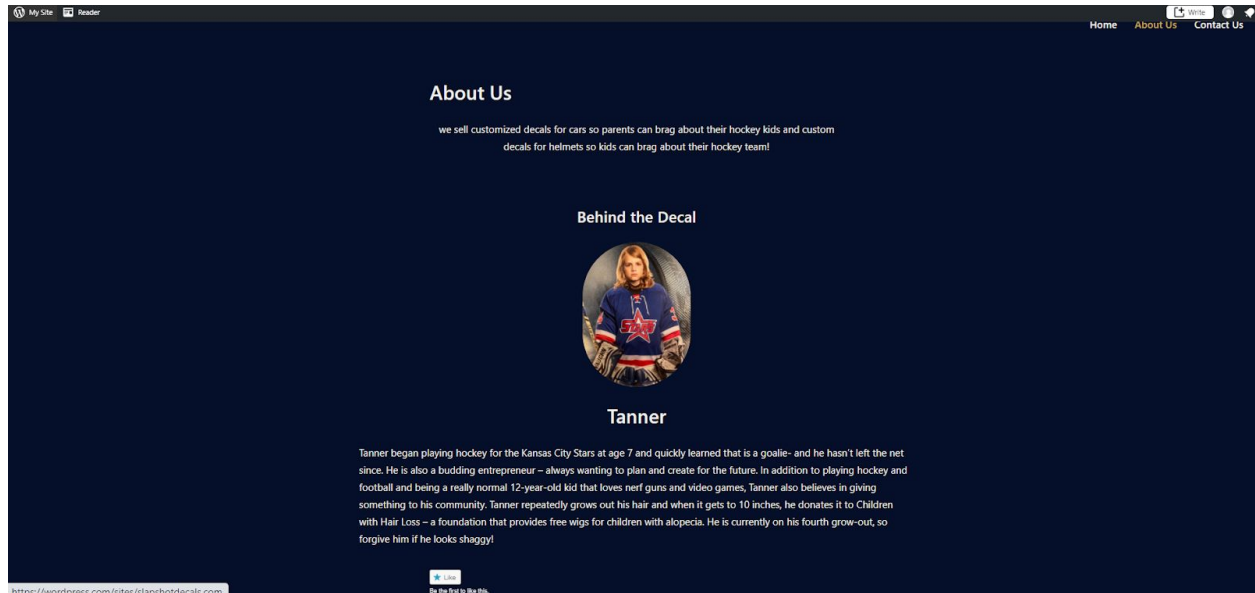 My Site Reader Write
Home About Us Contact Us
About Us
we sell customized decals for cars so parents can brag about their hockey kids and custom
decals for helmets so kids can brag about their hockey team!
Behind the Decal
STARS
Tanner
Tanner began playing hockey for the Kansas City Stars at age 7 and quickly learned that is a goalie- and he hasn't left the net
since. He is also a budding entrepreneur – always wanting to plan and create for the future. In addition to playing hockey and
football and being a really normal 12-year-old kid that loves nerf guns and video games, Tanner also believes in giving
something to his community. Tanner repeatedly grows out his hair and when it gets to 10 inches, he donates it to Children
with Hair Loss – a foundation that provides free wigs for children with alopecia. He is currently on his fourth grow-out, so
forgive him if he looks shaggy!
Like
Be the first to like this.
https://wordpress.com/sites/slapshotdecals.com